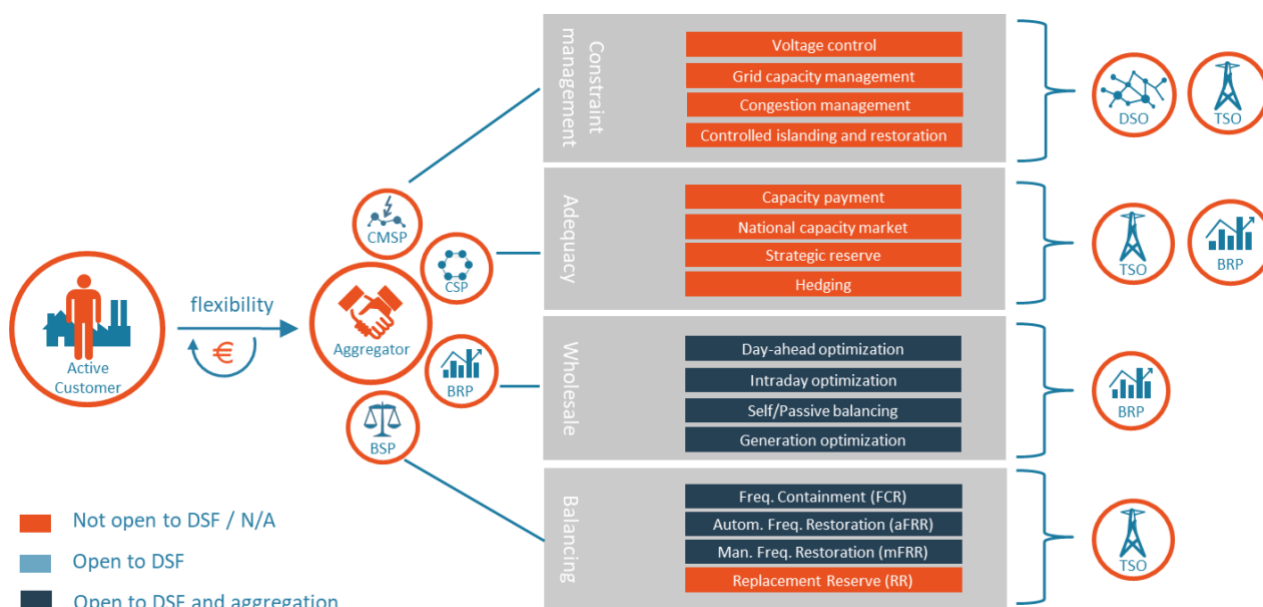 Active
Customer
flexibility
€
Aggregator
CMSP
CSP
BRP
BSP
Constraint
management
Voltage control
Grid capacity management
Congestion management
Controlled islanding and restoration
DSO
TSO
Adequacy
Capacity payment
National capacity market
Strategic reserve
Hedging
TSO
BRP
Wholesale
Day-ahead optimization
Intraday optimization
Self/Passive balancing
Generation optimization
BRP
Balancing
Freq. Containment (FCR)
Autom. Freq. Restoration (aFRR)
Man. Freq. Restoration (mFRR)
Replacement Reserve (RR)
TSO
Not open to DSF / N/A
Open to DSF
Open to DSF and aggregation